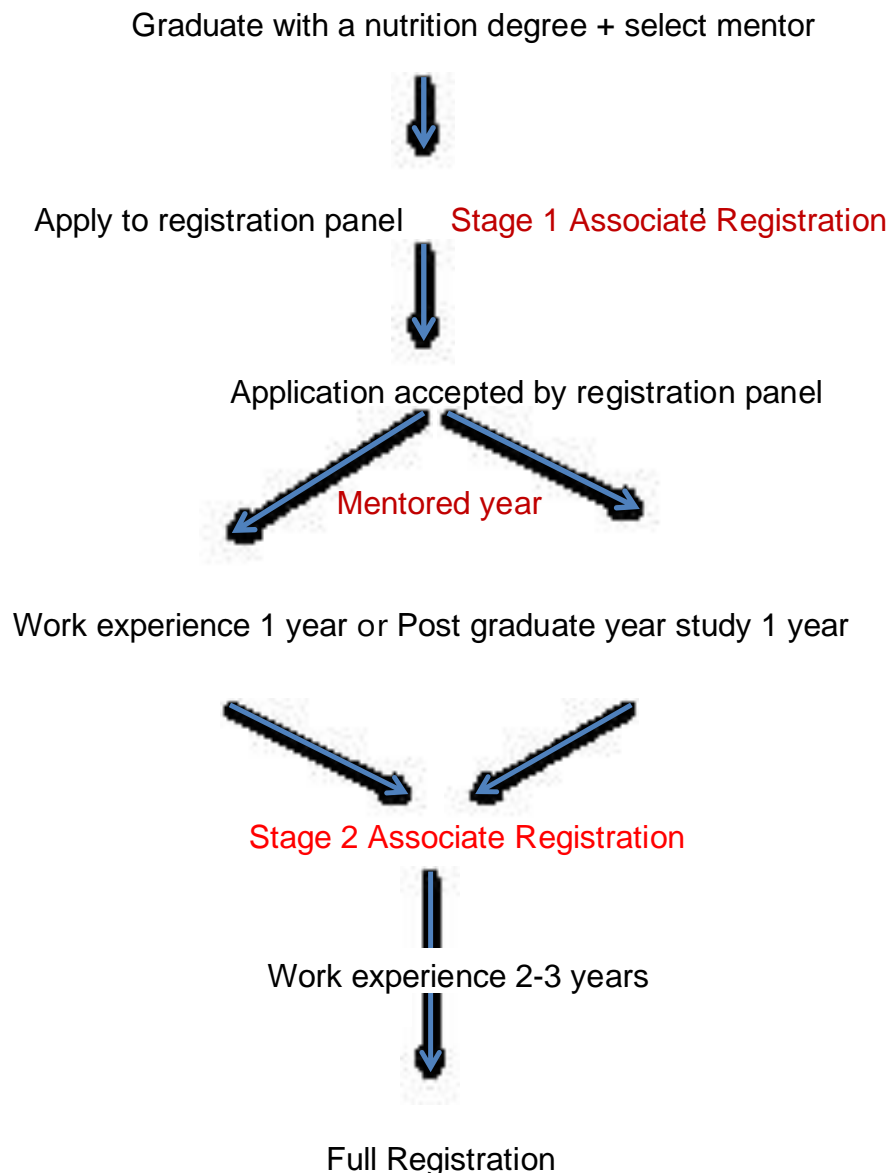 Graduate with a nutrition degree + select mentor
Apply to registration panel Stage 1 Associate’ Registration
Application accepted by registration panel
Mentored year
Work experience 1 year or Post graduate year study 1 year
Stage 2 Associate Registration
Work experience 2-3 years
Full Registration